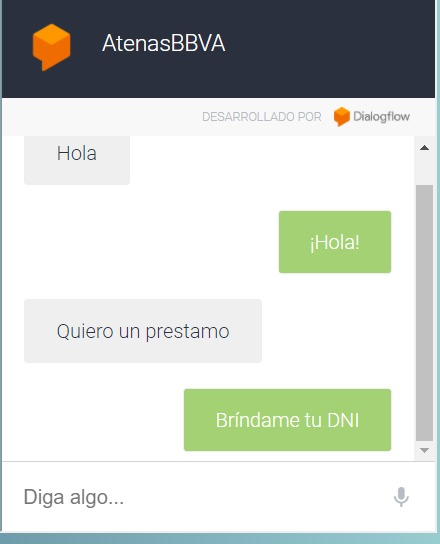 AtenasBBVA
DESARROLLADO POR Dialogflow
Hola
¡Hola!
Quiero un prestamo
Bríndame tu DNI
Diga algo...